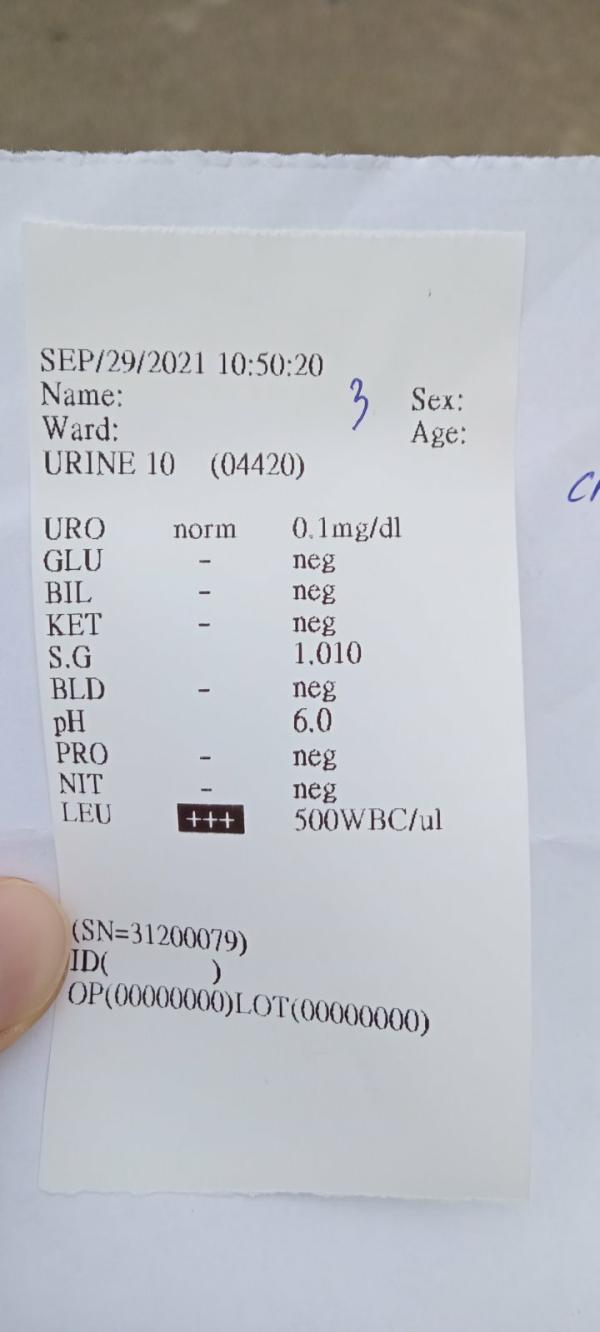 SEP/29/2021 10:50:20
Name: 3 Sex:
Ward: Age:
URINE 10 (04420)
URO norm 0.1mg/dl
GLU - neg
BIL - neg
KET - neg
S.G 1.010
BLD - neg
pH 6.0
PRO - neg
NIT - neg
LEU +++ 500WBC/ul
(SN=31200079)
ID( )
OP(00000000)LOT(00000000)